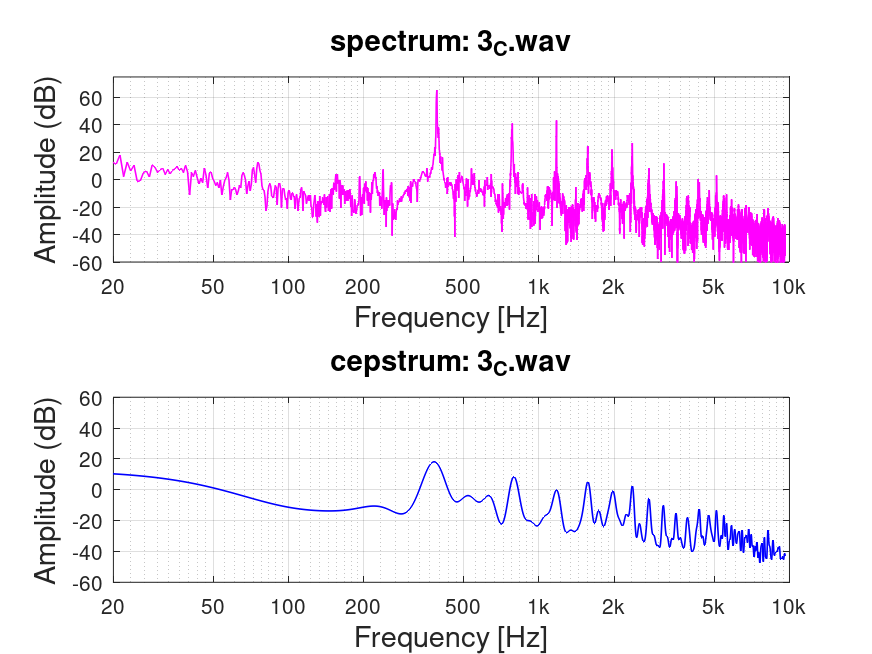 spectrum: 3C.wav
Amplitude (dB)
60
40
20
0
-20
-40
-60
20 50 100 200 500 1k 2k 5k 10k
Frequency [Hz]
cepstrum: 3C.wav
Amplitude (dB)
60
40
20
0
-20
-40
-60
20 50 100 200 500 1k 2k 5k 10k
Frequency [Hz]